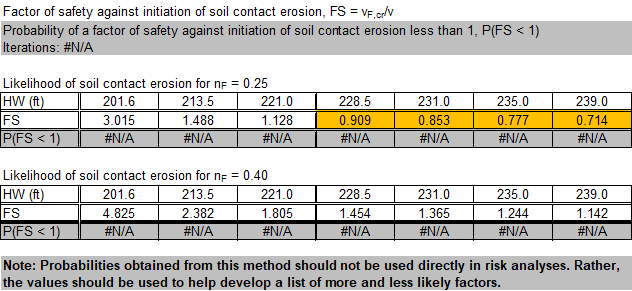 Factor of safety against initiation of soil contact erosion, FS = vF,cr/v
Probability of a factor of safety against initiation of soil contact erosion less than 1, P(FS < 1)
Iterations: #N/A
Likelihood of soil contact erosion for nF = 0.25
HW (ft) 201.6 213.5 221.0 228.5 231.0 235.0 239.0
FS 3.015 1.488 1.128 0.909 0.853 0.777 0.714
P(FS < 1) #N/A #N/A #N/A #N/A #N/A #N/A #N/A
Likelihood of soil contact erosion for nF = 0.40
HW (ft) 201.6 213.5 221.0 228.5 231.0 235.0 239.0
FS 4.825 2.382 1.805 1.454 1.365 1.244 1.142
P(FS < 1) #N/A #N/A #N/A #N/A #N/A #N/A #N/A
Note: Probabilities obtained from this method should not be used directly in risk analyses. Rather,
the values should be used to help develop a list of more and less likely factors.